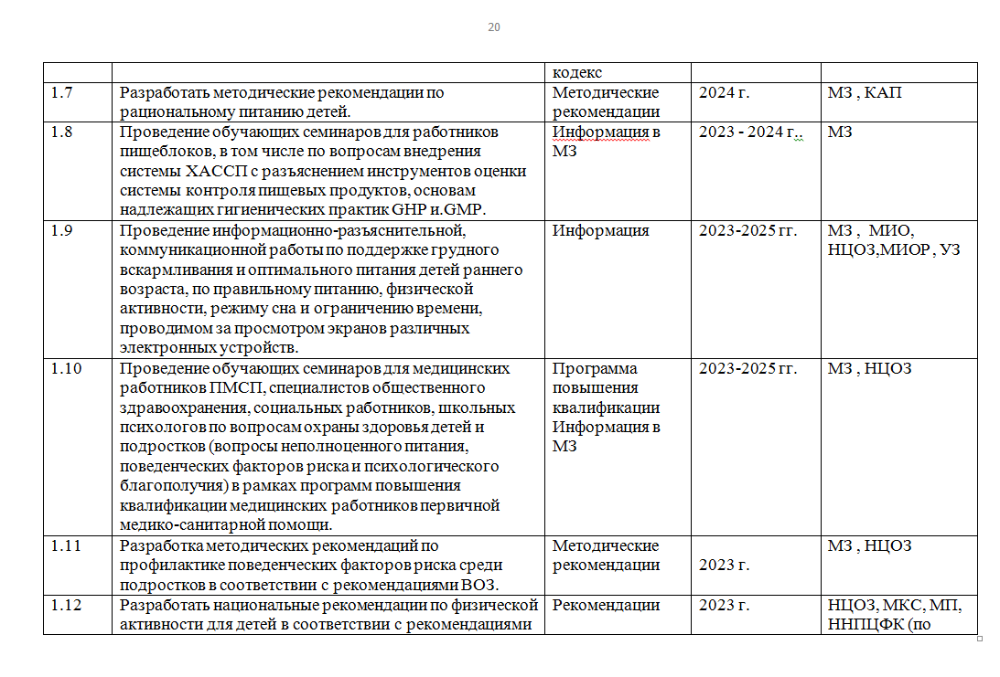 20
кодекс
1.7 Разработать методические рекомендации по Методические 2024 г. МЗ , КАП
рациональному питанию детей. рекомендации
1.8 Проведение обучающих семинаров для работников Информация в 2023 - 2024 г.. МЗ
пищеблоков, в том числе по вопросам внедрения МЗ
системы ХАССП с разъяснением инструментов оценки
системы контроля пищевых продуктов, основам
надлежащих гигиенических практик GHP и.GMP.
1.9 Проведение информационно-разъяснительной, Информация 2023-2025 гг. МЗ , МИО,
коммуникационной работы по поддержке грудного НЦОЗ,МИОР, УЗ
вскармливания и оптимального питания детей раннего
возраста, по правильному питанию, физической
активности, режиму сна и ограничению времени,
проводимом за просмотром экранов различных
электронных устройств.
1.10 Проведение обучающих семинаров для медицинских Программа 2023-2025 гг. МЗ , НЦОЗ
работников ПМСП, специалистов общественного повышения
здравоохранения, социальных работников, школьных квалификации
психологов по вопросам охраны здоровья детей и Информация в
подростков (вопросы неполноценного питания, МЗ
поведенческих факторов риска и психологического
благополучия) в рамках программ повышения
квалификации медицинских работников первичной
медико-санитарной помощи.
1.11 Разработка методических рекомендаций по Методические МЗ , НЦОЗ
профилактике поведенческих факторов риска среди рекомендации 2023 г.
подростков в соответствии с рекомендациями ВОЗ.
1.12 Разработать национальные рекомендации по физической Рекомендации 2023 г. НЦОЗ, МКС, МП,
активности для детей в соответствии с рекомендациями ННПЦФК (по